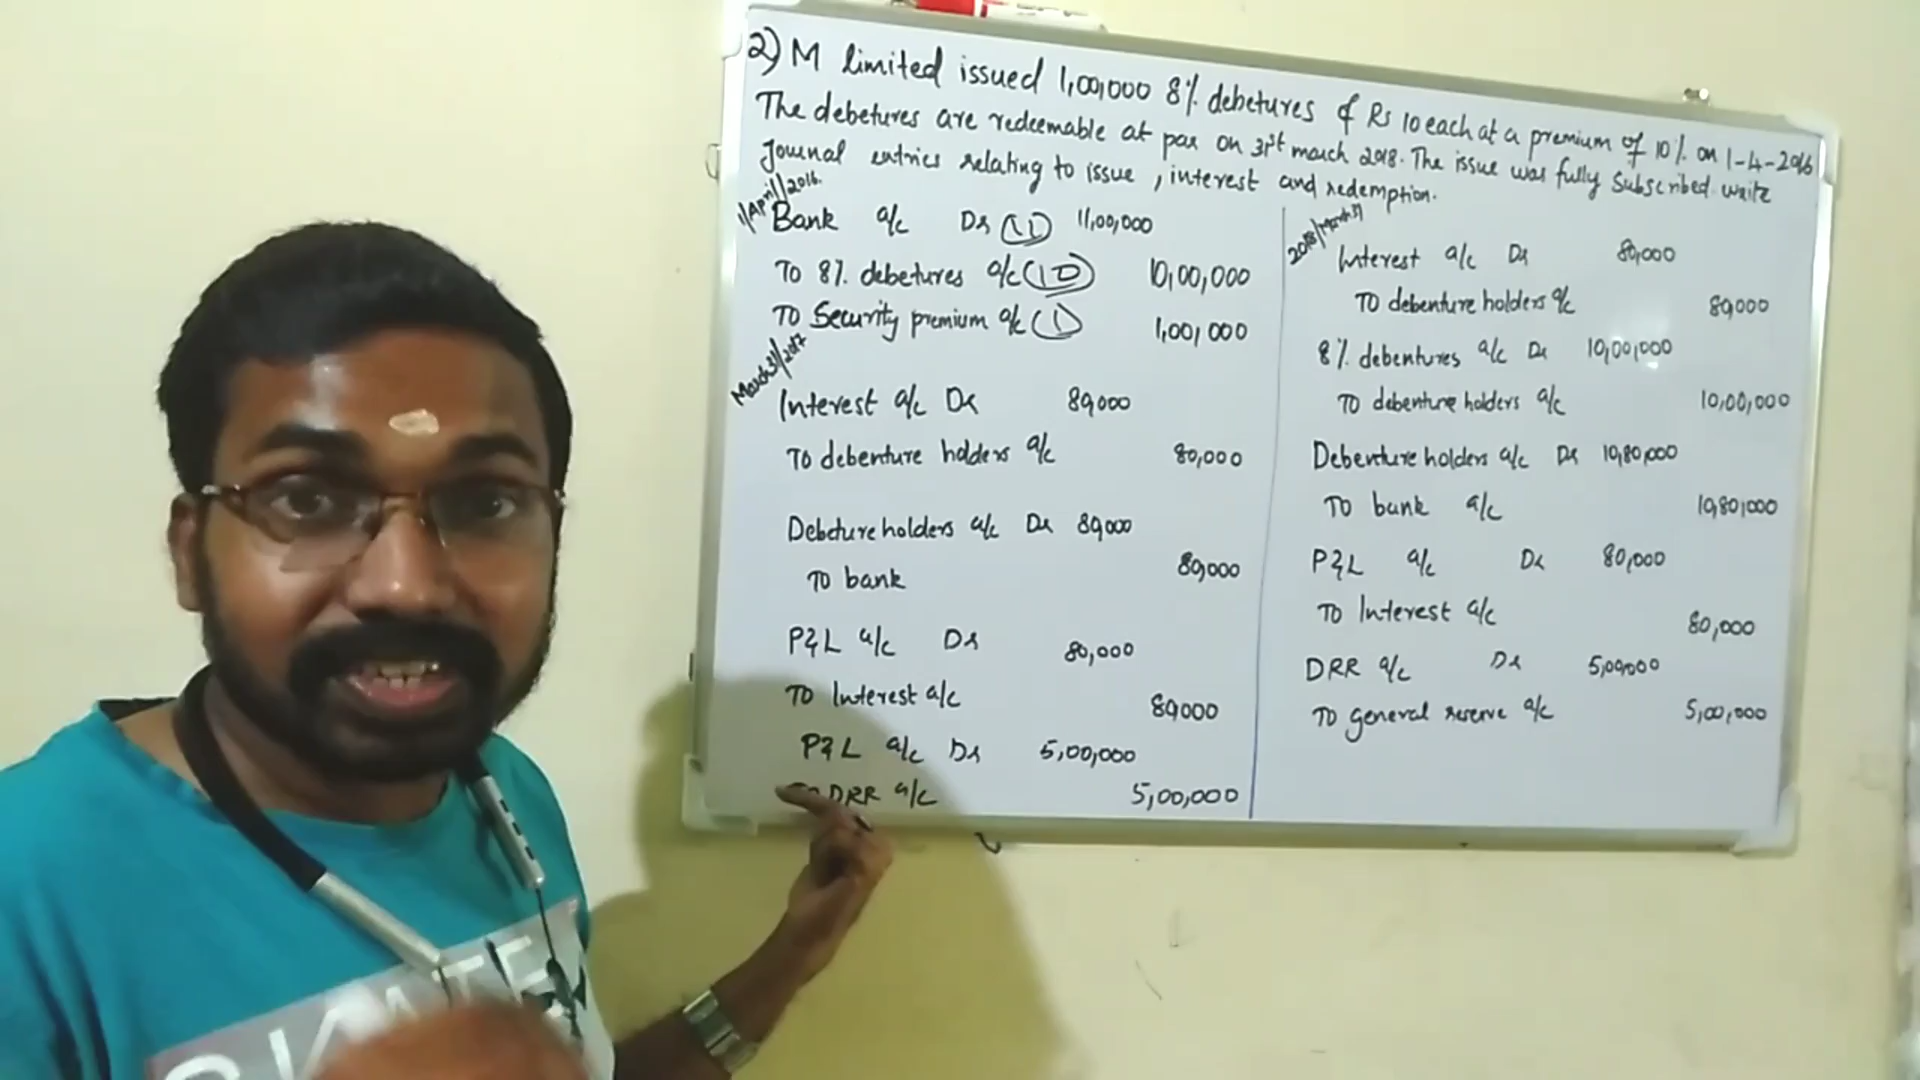 2) M limited issued 1,00,000 8% debetures of Rs 10 each at a premium of 10% on 1-4-2016
The debetures are redeemable at par on 31st march 2018. The issue was fully Subscribed write
Journal entries relating to issue, interest and redemption.
1/April/2016.
Bank a/c Dr (11) 11,00,000
To 8% debetures a/c (10) 10,00,000
To Security premium a/c (1) 1,00,000
March 31/2017
Interest a/c Dr 80,000
To debenture holders a/c 80,000
Debetureholders a/c Dr 80,000
To bank 80,000
P&L a/c Dr 80,000
To Interest a/c 80,000
P&L a/c Dr 5,00,000
To DRR a/c 5,00,000
2018/March 31
Interest a/c Dr 80,000
To debenture holders a/c 80,000
8% debentures a/c Dr 10,00,000
To debenture holders a/c 10,00,000
Debenture holders a/c Dr 10,80,000
To bank a/c 10,80,000
P&L a/c Dr 80,000
To Interest a/c 80,000
DRR a/c Dr 5,00,000
To general reserve a/c 5,00,000